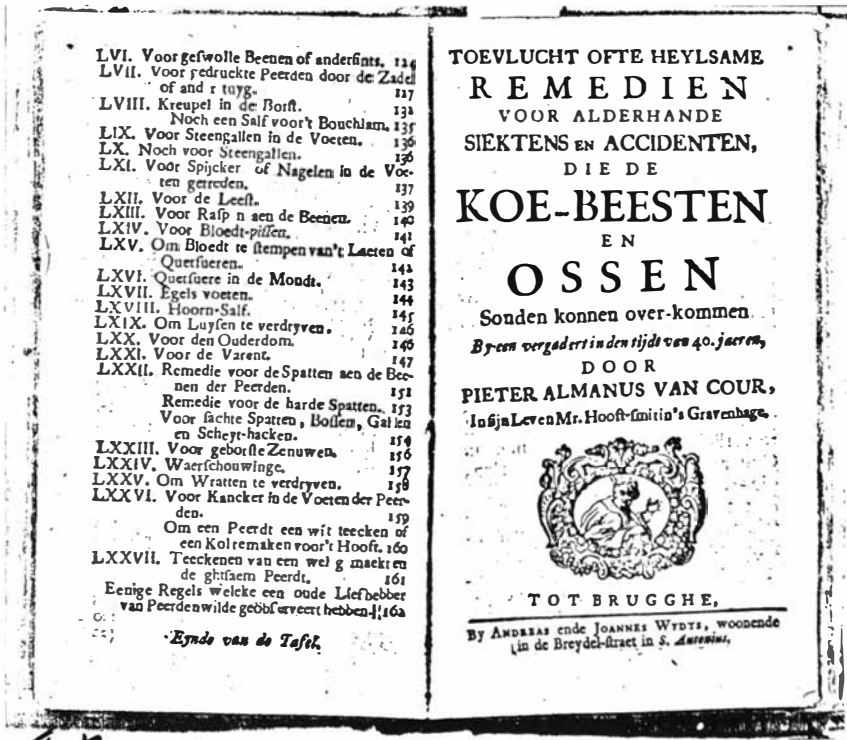 LVI. Voor geswolle Beenen of andersints. 124
LVII. Voor gedruckte Peerden door de Zadel
of and r tuyg. 127
LVIII. Kreupel in de Borst. 132
Noch een Salf voor't Bouchlam. 135
LIX. Voor Steengallen in de Voeten. 136
LX. Noch voor Steengallen. 136
LXI. Voor Spijcker of Nagelen in de Voe-
ten getreden. 137
LXII. Voor de Leest. 139
LXIII. Voor Rasp n aen de Beenen. 140
LXIV. Voor Bloedt-pissen. 141
LXV. Om Bloedt te stempen van't Laeten of
Quetsueren. 142
LXVI. Quetsuere in de Mondt. 143
LXVII. Egels voeten. 144
LXVIII. Hoorn-Salf. 145
LXIX. Om Luysen te verdryven. 146
LXX. Voor den Ouderdom. 146
LXXI. Voor de Varent. 147
LXXII. Remedie voor de Spatten aen de Bee-
nen der Peerden. 151
Remedie voor de harde Spatten. 153
Voor sachte Spatten, Bossen, Gallen
en Scheyt-hacken. 154
LXXIII. Voor geborste Zenuwen. 156
LXXIV. Waerschouwinge. 157
LXXV. Om Wratten te verdryven. 158
LXXVI. Voor Kancker in de Voeten der Peer-
den. 159
Om een Peerdt een wit teecken of
een Kol te maken voor't Hooft. 160
LXXVII. Teeckenen van een wel g maekt en
de ghtsaem Peerdt. 161
Eenige Regels welcke een oude Liefhebber
van Peerden wilde geöbserveert hebben. 162
Eynde van de Tafel.
TOEVLUCHT OFTE HEYLSAME
REMEDIEN
VOOR ALDERHANDE
SIEKTENS EN ACCIDENTEN,
DIE DE
KOE-BEESTEN
EN
OSSEN
Sonden konnen over-kommen
By-een vergadert in den tijdt van 40. jaeren,
DOOR
PIETER ALMANUS VAN COUR,
In sijn Leven Mr. Hooft-smit in's Gravenhage.
TOT BRUGGHE,
By ANDREAS ende JOANNES WYDTS, woonende
in de Breydel-straet in S. Antonius.